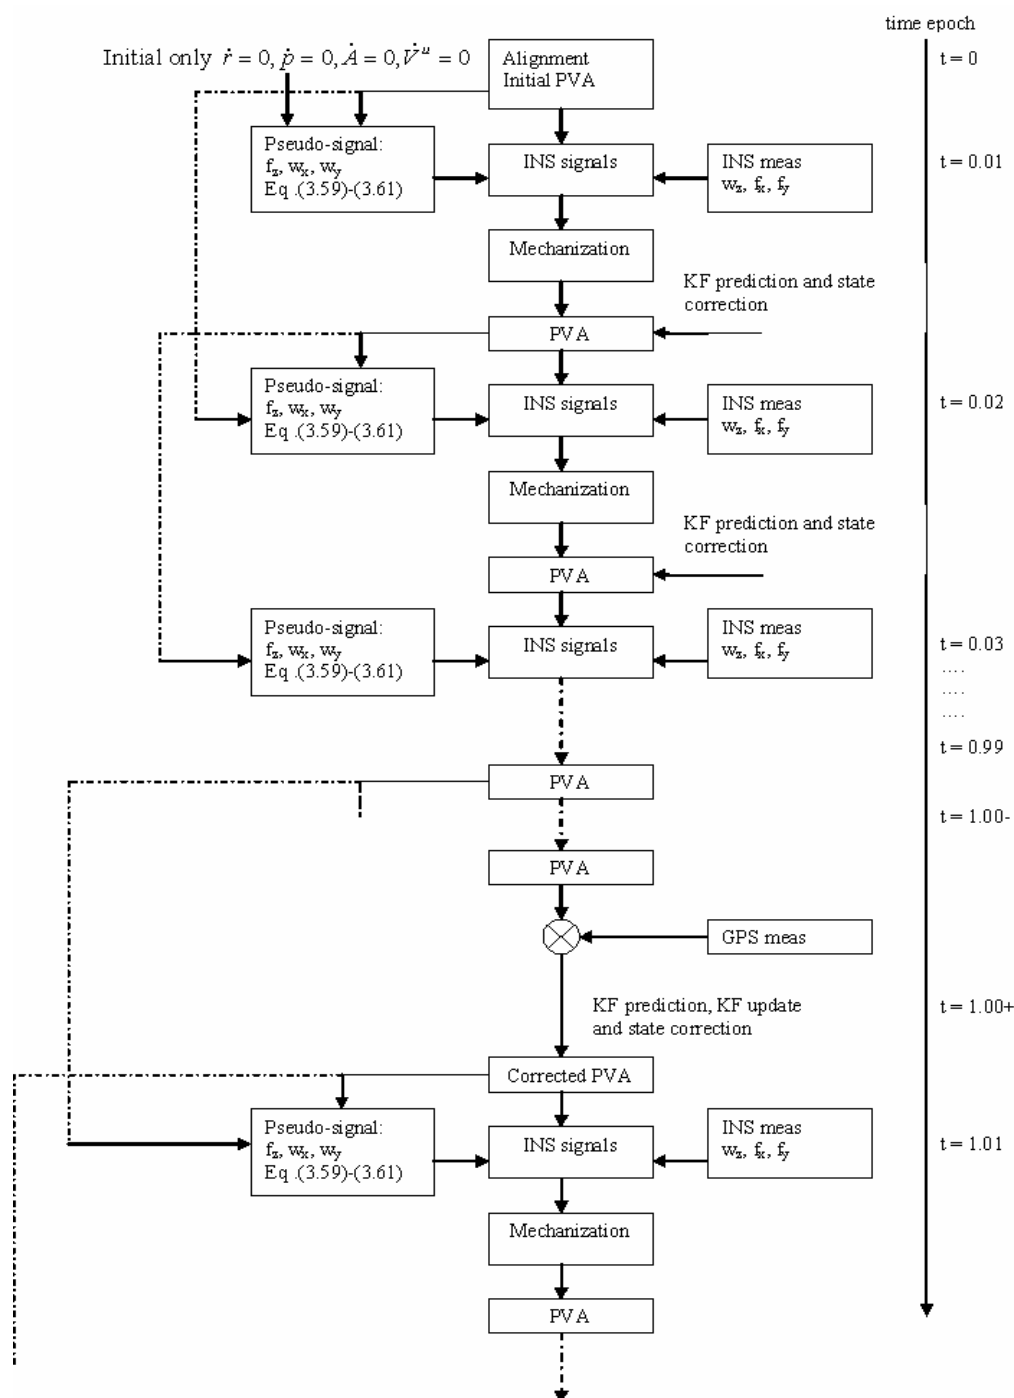 time epoch
Initial only ṙ = 0, ṗ = 0, Ȧ = 0, V̇ᵘ = 0
Alignment
Initial PVA
t = 0
Pseudo-signal:
f_z, w_x, w_y
Eq .(3.59)-(3.61)
INS signals
INS meas
w_z, f_x, f_y
t = 0.01
Mechanization
KF prediction and state
correction
PVA
Pseudo-signal:
f_z, w_x, w_y
Eq .(3.59)-(3.61)
INS signals
INS meas
w_z, f_x, f_y
t = 0.02
Mechanization
KF prediction and state
correction
PVA
Pseudo-signal:
f_z, w_x, w_y
Eq .(3.59)-(3.61)
INS signals
INS meas
w_z, f_x, f_y
t = 0.03
....
....
....
t = 0.99
PVA
t = 1.00-
PVA
GPS meas
KF prediction, KF update
and state correction
t = 1.00+
Corrected PVA
Pseudo-signal:
f_z, w_x, w_y
Eq .(3.59)-(3.61)
INS signals
INS meas
w_z, f_x, f_y
t = 1.01
Mechanization
PVA